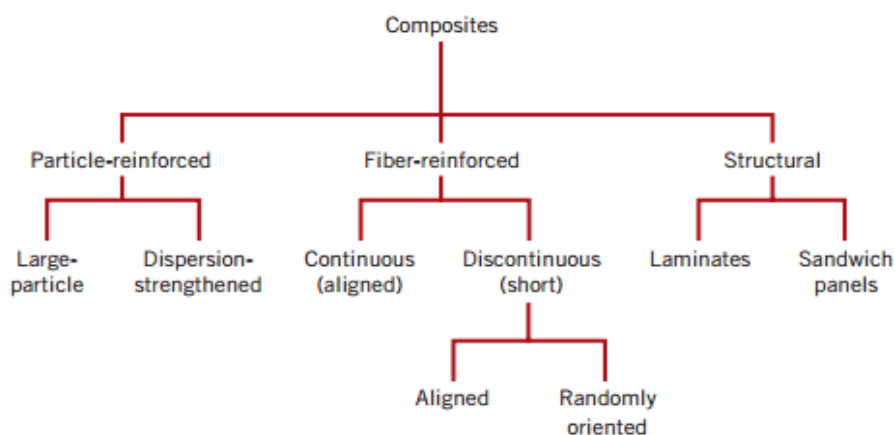 Composites
Particle-reinforced
Fiber-reinforced
Structural
Large-
particle
Dispersion-
strengthened
Continuous
(aligned)
Discontinuous
(short)
Laminates
Sandwich
panels
Aligned
Randomly
oriented